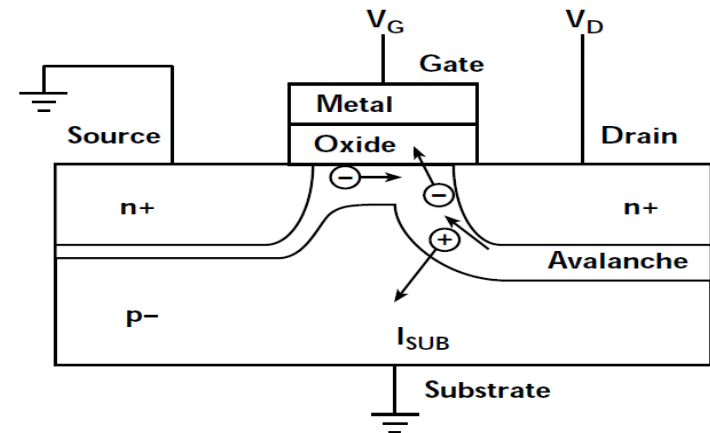 V_G
V_D
Gate
Metal
Source
Oxide
Drain
−
−
n+
n+
+
Avalanche
p−
I_SUB
Substrate